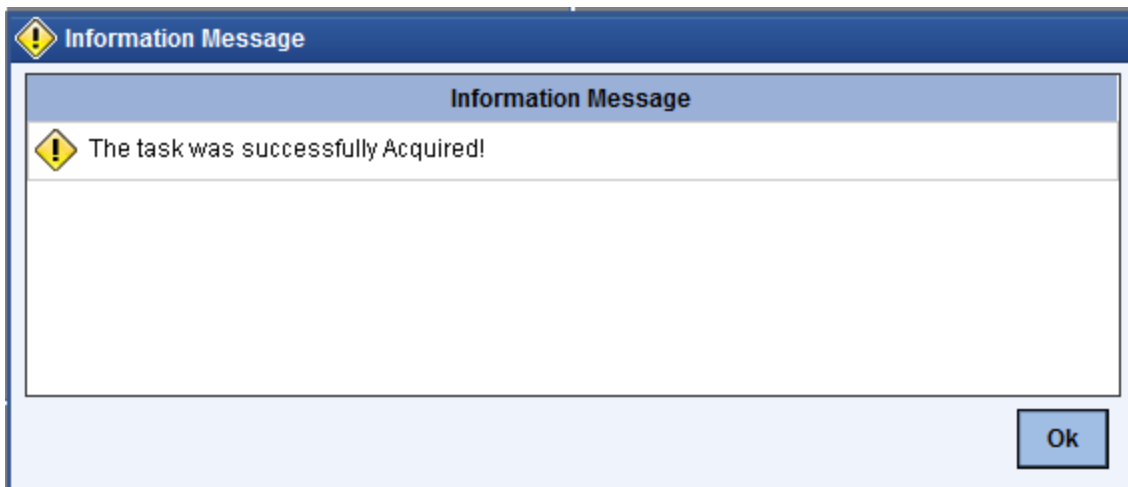 Information Message
Information Message
The task was successfully Acquired!
Ok